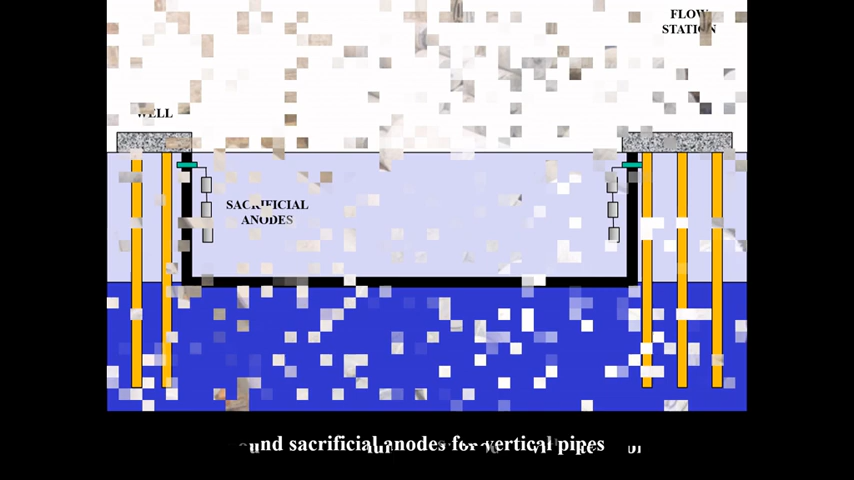 FLOW
STATION
WELL
SACRIFICIAL
ANODES
sacrificial anodes for vertical pipes